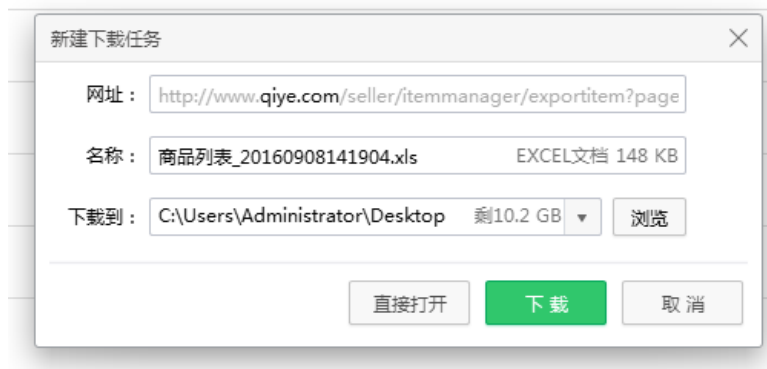 新建下载任务
网址： http://www.qiye.com/seller/itemmanager/exportitem?page
名称： 商品列表_20160908141904.xls EXCEL文档 148 KB
下载到： C:\Users\Administrator\Desktop 剩10.2 GB 浏览
直接打开 下载 取消